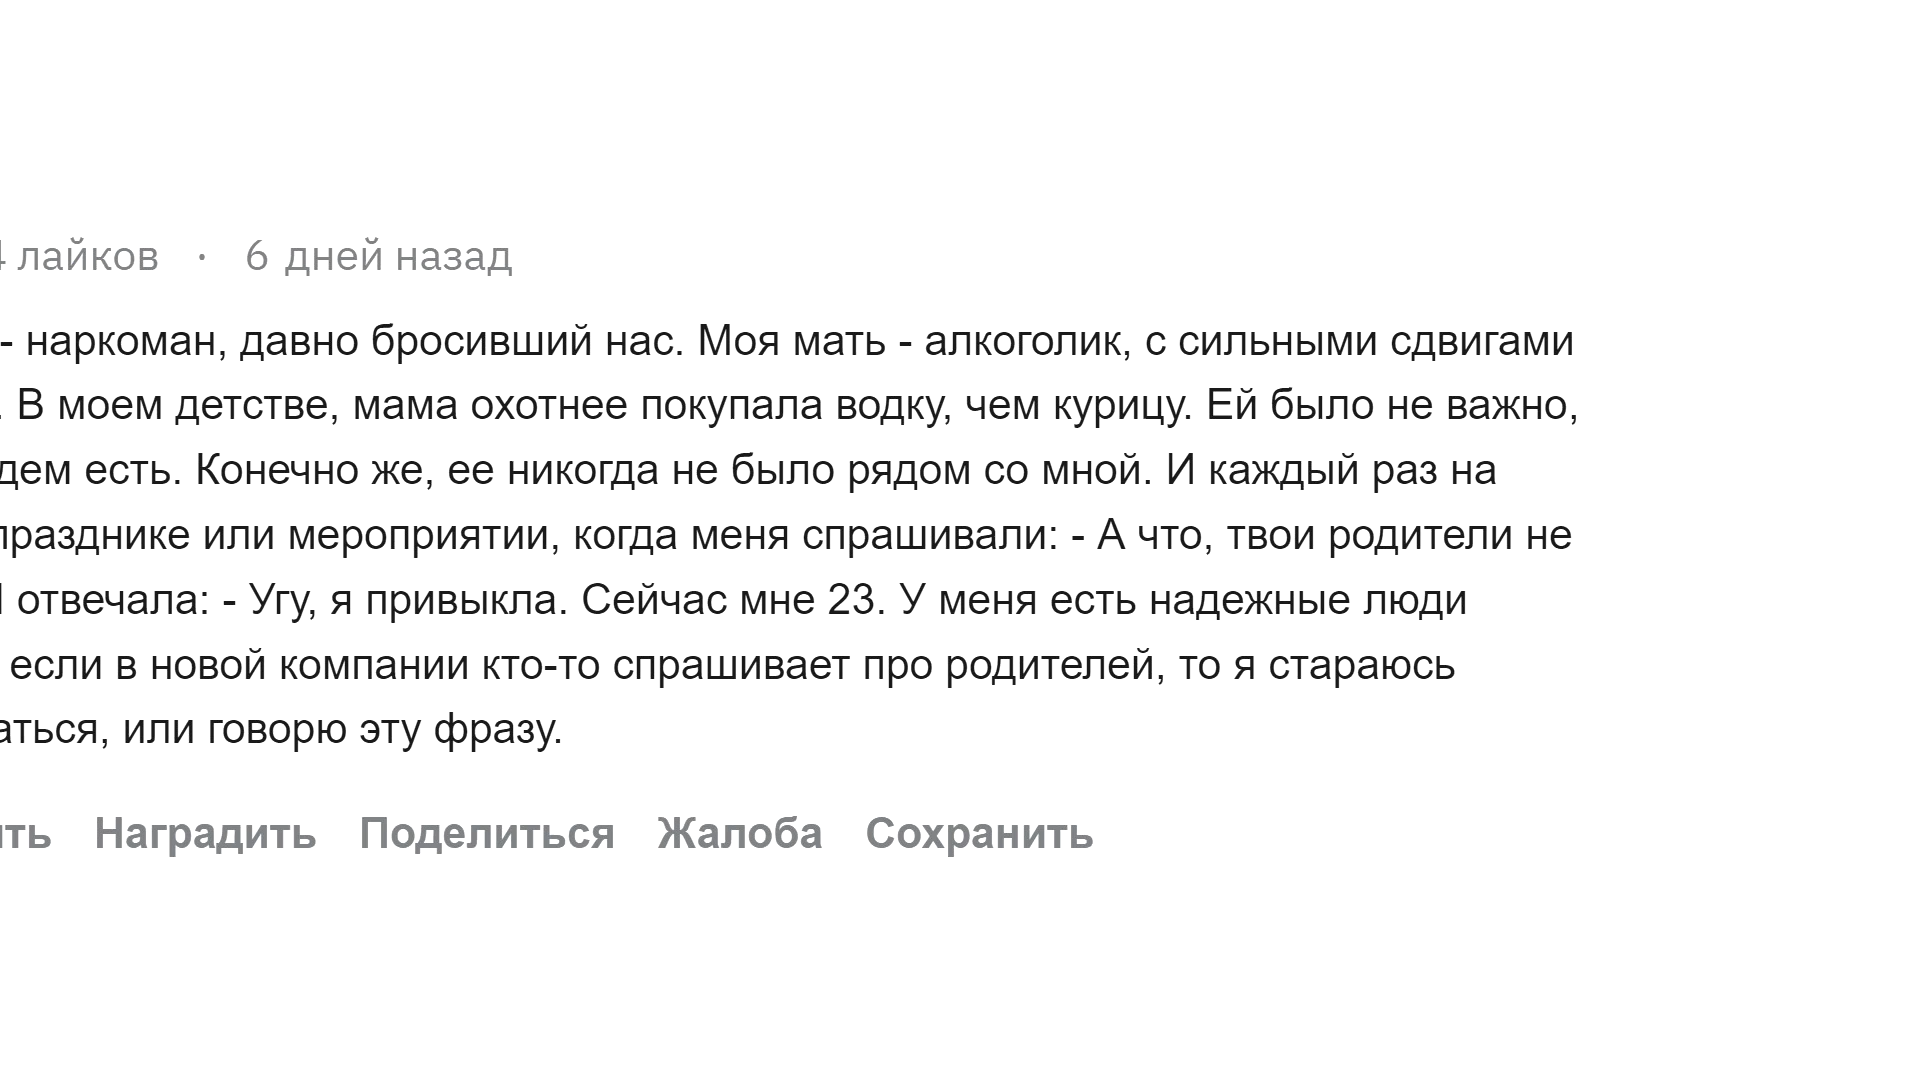 лайков · 6 дней назад
- наркоман, давно бросивший нас. Моя мать - алкоголик, с сильными сдвигами
. В моем детстве, мама охотнее покупала водку, чем курицу. Ей было не важно,
есть. Конечно же, ее никогда не было рядом со мной. И каждый раз на
празднике или мероприятии, когда меня спрашивали: - А что, твои родители не
отвечала: - Угу, я привыкла. Сейчас мне 23. У меня есть надежные люди
если в новой компании кто-то спрашивает про родителей, то я стараюсь
или говорю эту фразу.
Наградить Поделиться Жалоба Сохранить